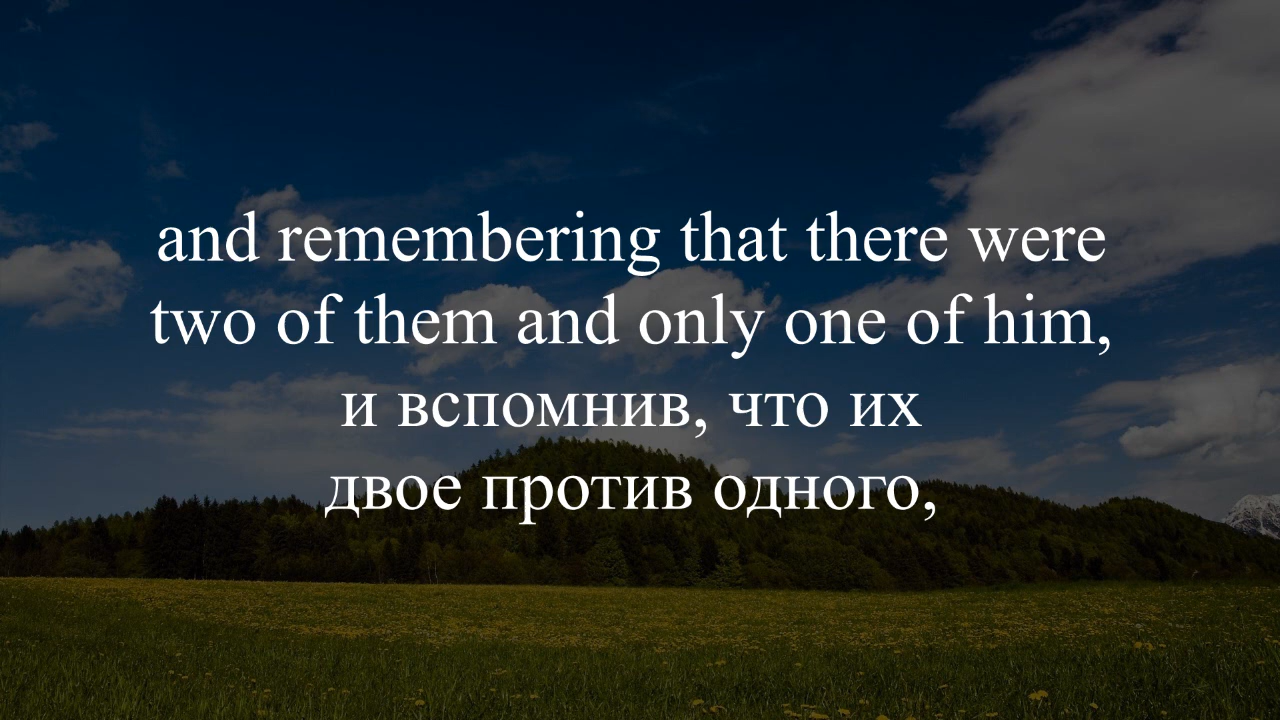 and remembering that there were
two of them and only one of him,
и вспомнив, что их
двое против одного,